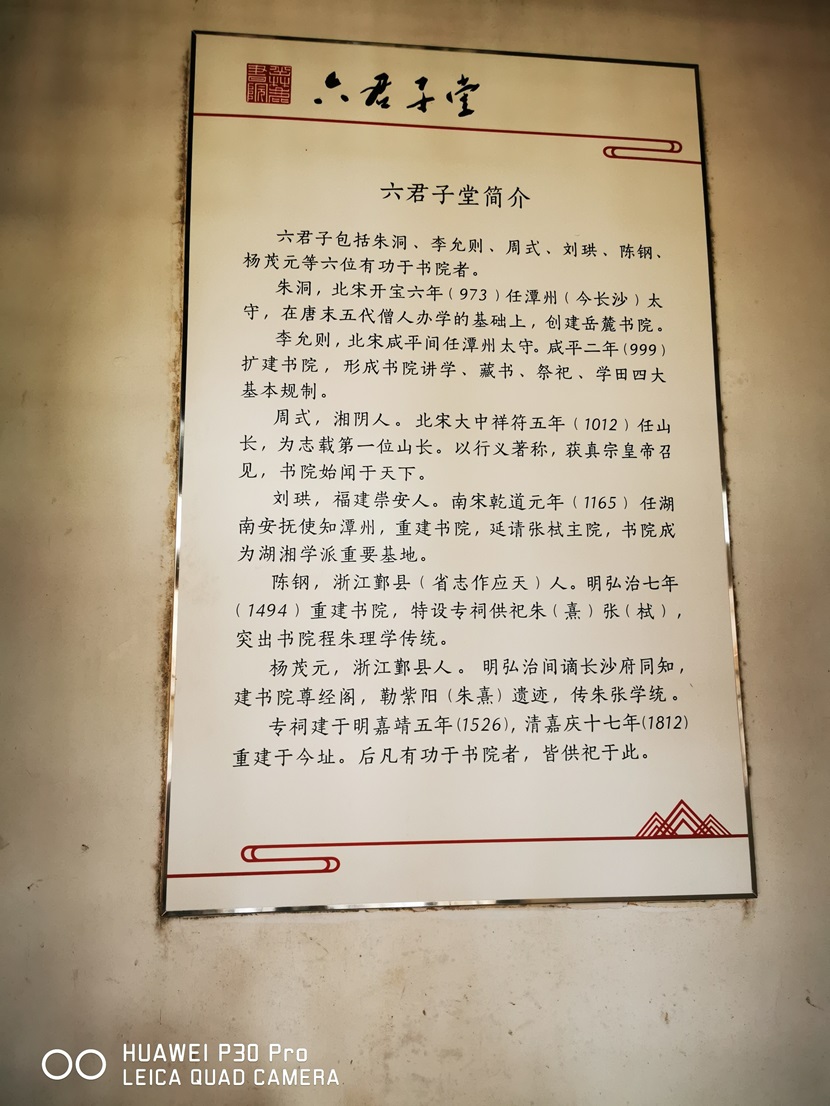 岳麓書院
六君子堂
六君子堂简介
六君子包括朱洞、李允则、周式、刘珙、陈钢、
杨茂元等六位有功于书院者。
朱洞，北宋开宝六年（973）任潭州（今长沙）太
守，在唐末五代僧人办学的基础上，创建岳麓书院。
李允则，北宋咸平间任潭州太守。咸平二年(999)
扩建书院，形成书院讲学、藏书、祭祀、学田四大
基本规制。
周式，湘阴人。北宋大中祥符五年（1012）任山
长，为志载第一位山长。以行义著称，获真宗皇帝召
见，书院始闻于天下。
刘珙，福建崇安人。南宋乾道元年（1165）任湖
南安抚使知潭州，重建书院，延请张栻主院，书院成
为湖湘学派重要基地。
陈钢，浙江鄞县（省志作应天）人。明弘治七年
（1494）重建书院，特设专祠供祀朱（熹）张（栻），
突出书院程朱理学传统。
杨茂元，浙江鄞县人。明弘治间谪长沙府同知，
建书院尊经阁，勒紫阳（朱熹）遗迹，传朱张学统。
专祠建于明嘉靖五年(1526)，清嘉庆十七年(1812)
重建于今址。后凡有功于书院者，皆供祀于此。
HUAWEI P30 Pro
LEICA QUAD CAMERA